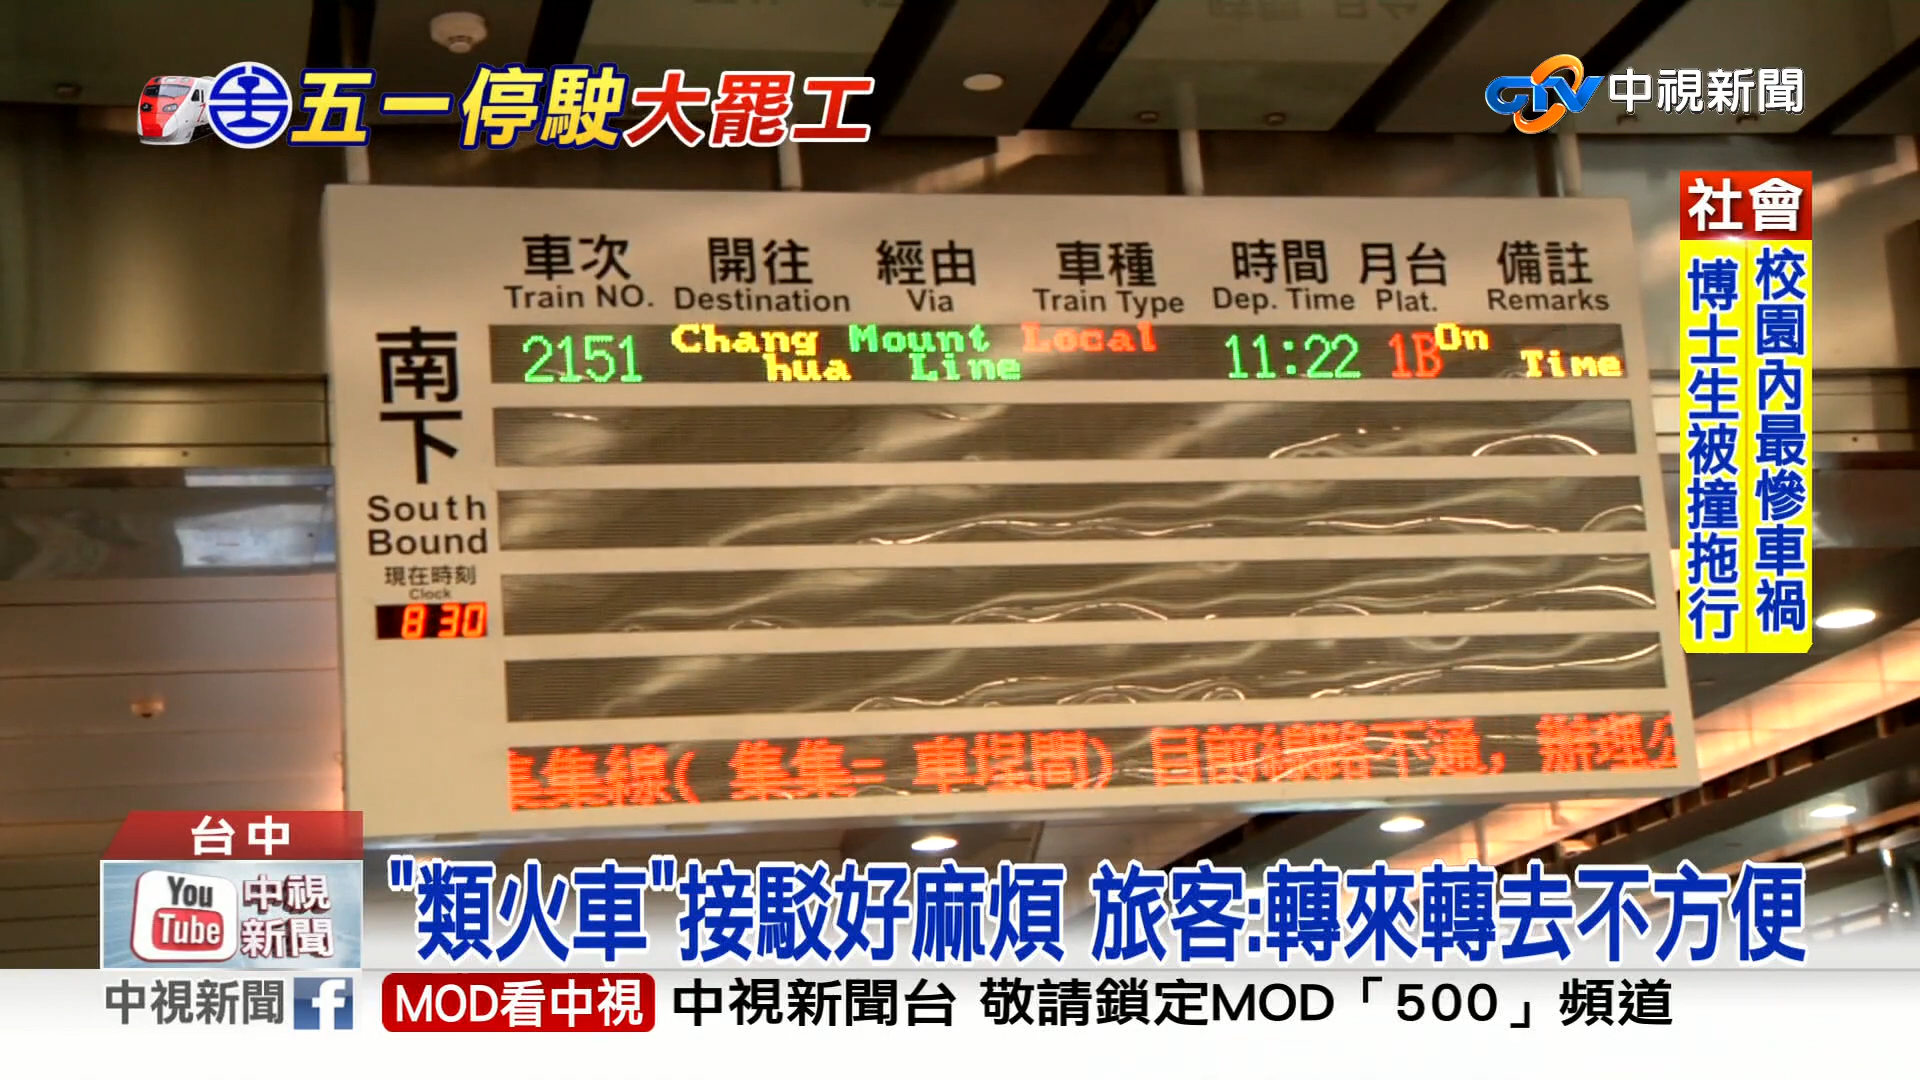 五一停駛大罷工
CTV 中視新聞
社會
校園內最慘車禍
博士生被撞拖行
車次 開往 經由 車種 時間 月台 備註
Train NO. Destination Via Train Type Dep. Time Plat. Remarks
南下
South Bound
2151 Chang hua Mount Line Local 11:22 1B On Time
現在時刻
Clock
8 30
集集線( 集集= 車埕間) 目前線路不通, 辦理公
台中
You Tube 中視新聞
"類火車"接駁好麻煩 旅客:轉來轉去不方便
中視新聞 f
MOD看中視 中視新聞台 敬請鎖定MOD「500」頻道